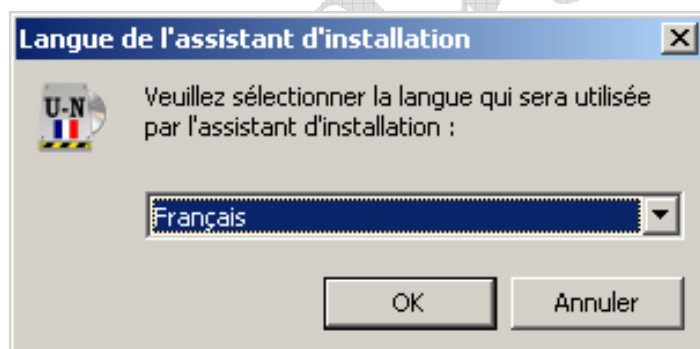 Langue de l'assistant d'installation
U-N
Veuillez sélectionner la langue qui sera utilisée
par l'assistant d'installation :
Français
OK
Annuler